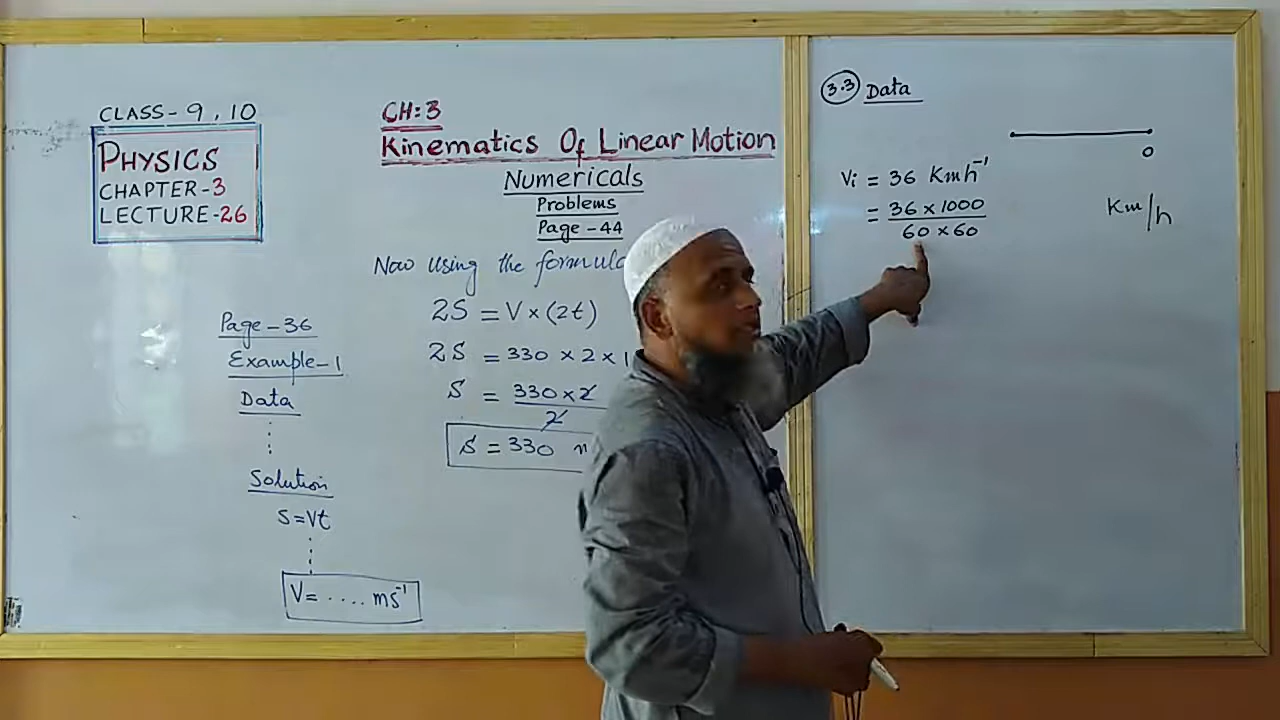 CLASS-9,10
PHYSICS
CHAPTER-3
LECTURE-26
Page-36
Example-1
Data
Solution
S=Vt
V=.....ms⁻¹
CH:3
Kinematics Of Linear Motion
Numericals
Problems
Page-44
Now using the formula
2S = V×(2t)
2S = 330 × 2 × 1
S = 330×2
2
S = 330 m
3.3 Data
O
Vi = 36 Kmh⁻¹
= 36 × 1000
60 × 60
Km/h